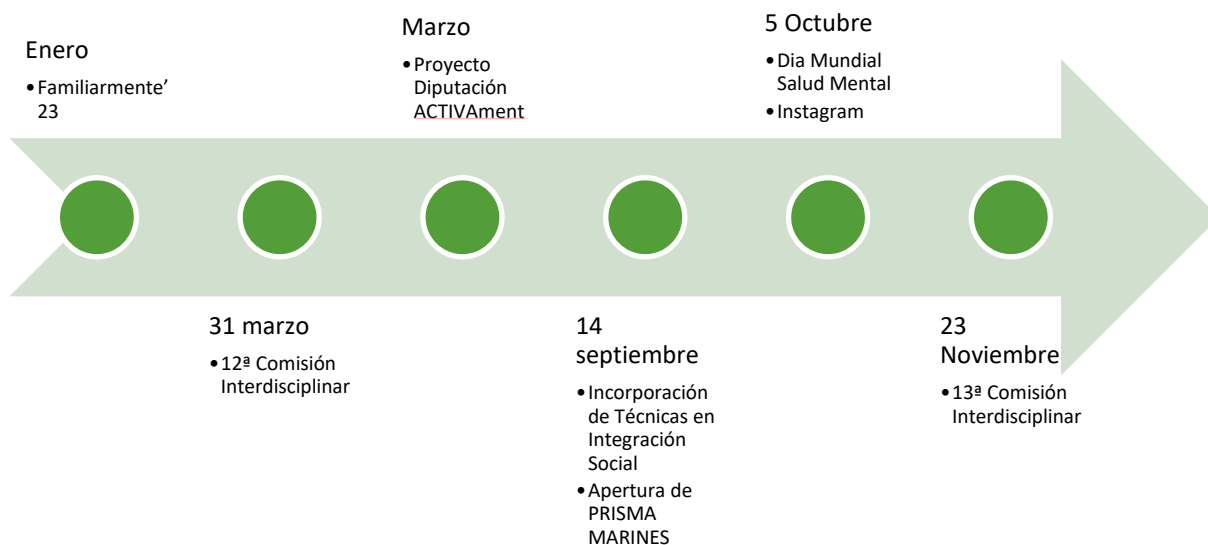 Enero
•Familiarmente’
23
Marzo
•Proyecto
Diputación
ACTIVAment
5 Octubre
•Dia Mundial
Salud Mental
•Instagram
31 marzo
•12ª Comisión
Interdisciplinar
14
septiembre
•Incorporación
de Técnicas en
Integración
Social
•Apertura de
PRISMA
MARINES
23
Noviembre
•13ª Comisión
Interdisciplinar